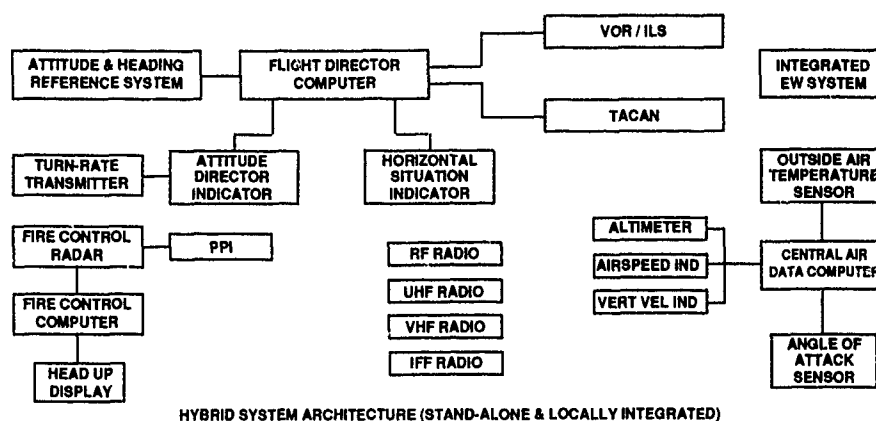 VOR / ILS
ATTITUDE & HEADING
REFERENCE SYSTEM
FLIGHT DIRECTOR
COMPUTER
INTEGRATED
EW SYSTEM
TACAN
TURN-RATE
TRANSMITTER
ATTITUDE
DIRECTOR
INDICATOR
HORIZONTAL
SITUATION
INDICATOR
OUTSIDE AIR
TEMPERATURE
SENSOR
FIRE CONTROL
RADAR
PPI
RF RADIO
UHF RADIO
VHF RADIO
IFF RADIO
ALTIMETER
AIRSPEED IND
VERT VEL IND
CENTRAL AIR
DATA COMPUTER
FIRE CONTROL
COMPUTER
HEAD UP
DISPLAY
ANGLE OF
ATTACK
SENSOR
HYBRID SYSTEM ARCHITECTURE (STAND-ALONE & LOCALLY INTEGRATED)